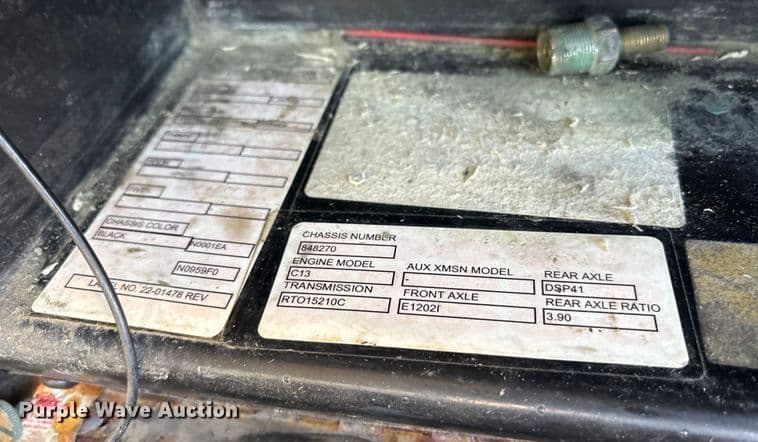 CHASSIS COLOR
BLACK N0001EA
N0959F0
LABEL NO. 22-01478 REV
CHASSIS NUMBER
848270
ENGINE MODEL AUX XMSN MODEL REAR AXLE
C13 - DSP41
TRANSMISSION FRONT AXLE REAR AXLE RATIO
RTO15210C E1202I 3.90
Purple Wave Auction